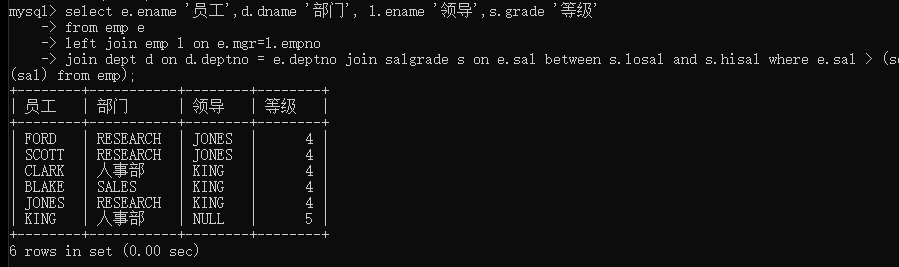 mysql> select e.ename '员工',d.dname '部门', l.ename '领导',s.grade '等级'
-> from emp e
-> left join emp l on e.mgr=l.empno
-> join dept d on d.deptno = e.deptno join salgrade s on e.sal between s.losal and s.hisal where e.sal > (se
(sal) from emp);
+--------+-----------+--------+--------+
| 员工 | 部门 | 领导 | 等级 |
+--------+-----------+--------+--------+
| FORD | RESEARCH | JONES | 4 |
| SCOTT | RESEARCH | JONES | 4 |
| CLARK | 人事部 | KING | 4 |
| BLAKE | SALES | KING | 4 |
| JONES | RESEARCH | KING | 4 |
| KING | 人事部 | NULL | 5 |
+--------+-----------+--------+--------+
6 rows in set (0.00 sec)